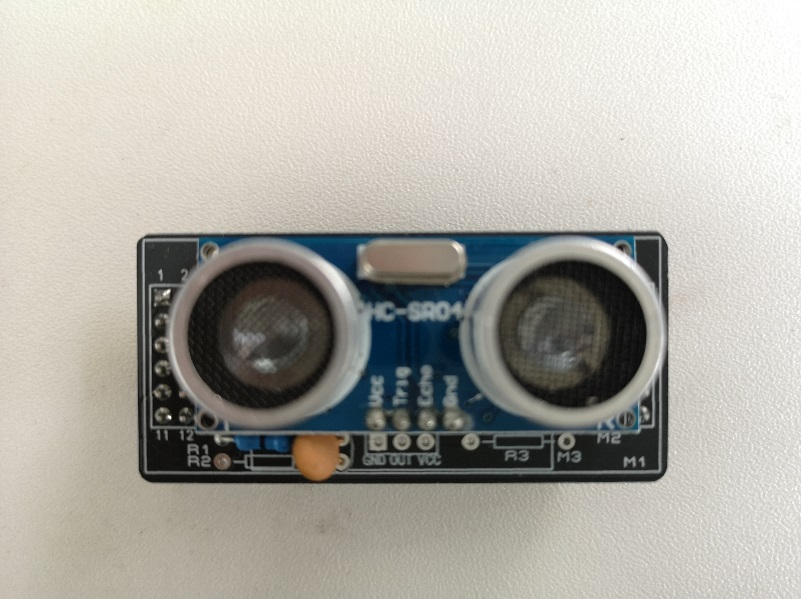 1 2
HC-SR04
Vcc
Trig
Echo
Gnd
11 12
R1
R2
GND OUT VCC
R3
M3
M2
M1